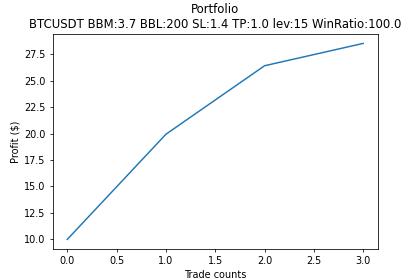 Portfolio
BTCUSDT BBM:3.7 BBL:200 SL:1.4 TP:1.0 lev:15 WinRatio:100.0
27.5
25.0
22.5
20.0
17.5
15.0
12.5
10.0
Profit ($)
0.0 0.5 1.0 1.5 2.0 2.5 3.0
Trade counts